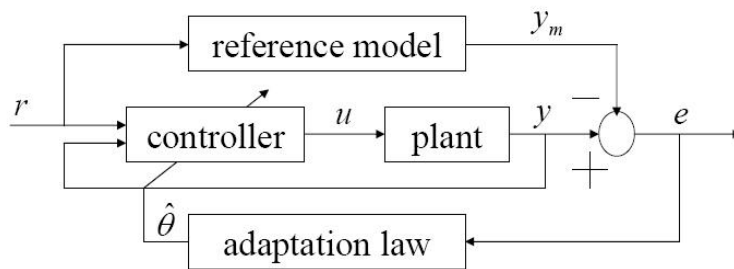 reference model
y_m
r
−
controller
u
plant
y
e
+
θ̂
adaptation law